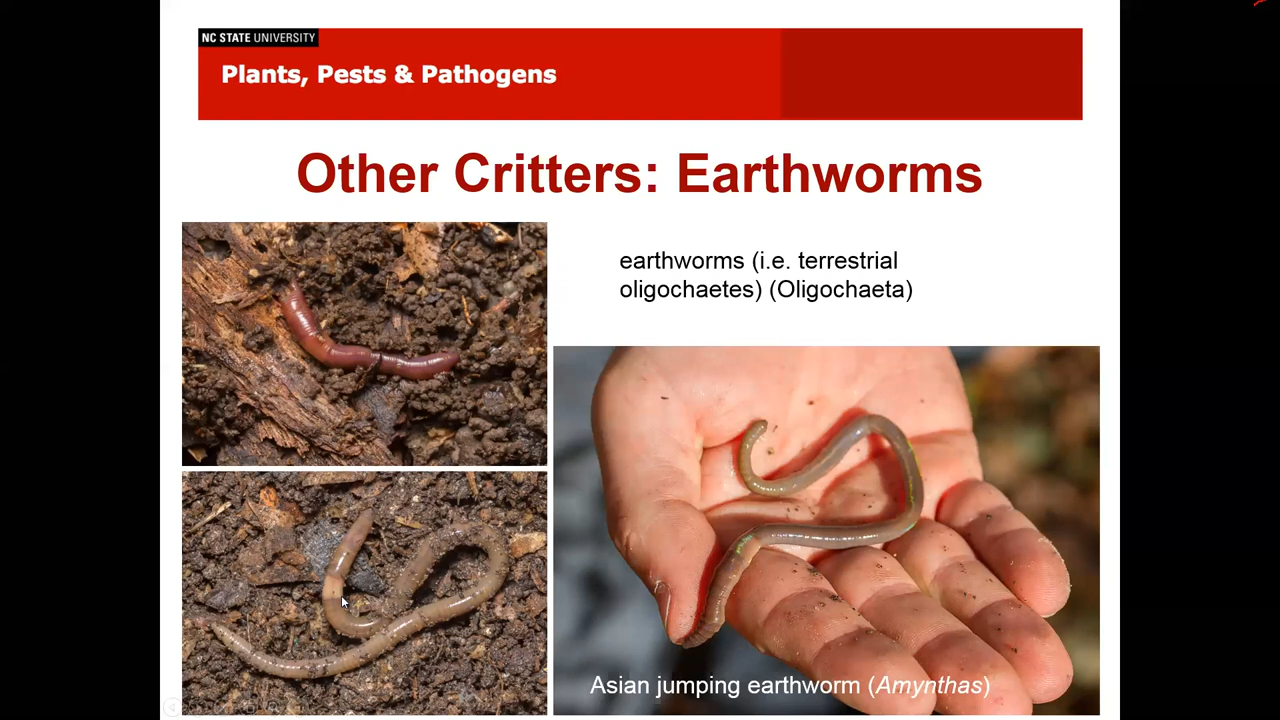 NC STATE UNIVERSITY
Plants, Pests & Pathogens
Other Critters: Earthworms
earthworms (i.e. terrestrial
oligochaetes) (Oligochaeta)
Asian jumping earthworm (Amynthas)